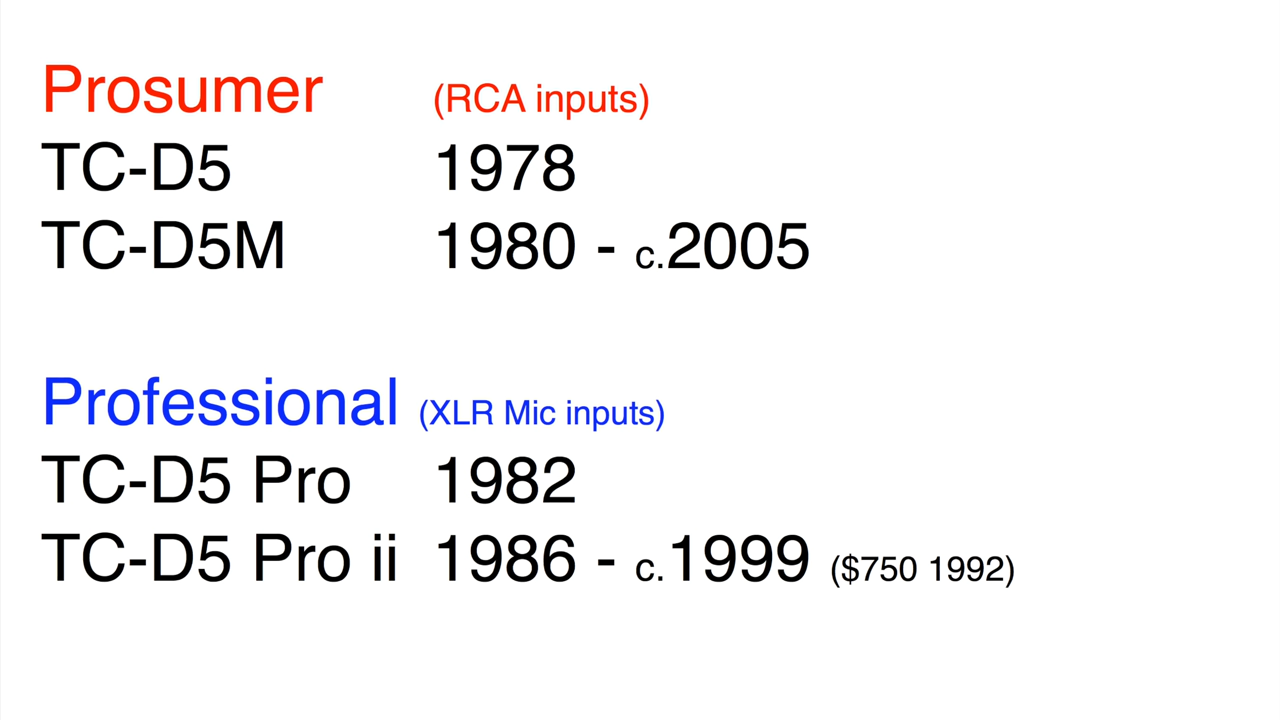 Prosumer (RCA inputs)
TC-D5 1978
TC-D5M 1980 - c.2005
Professional (XLR Mic inputs)
TC-D5 Pro 1982
TC-D5 Pro ii 1986 - c.1999 ($750 1992)